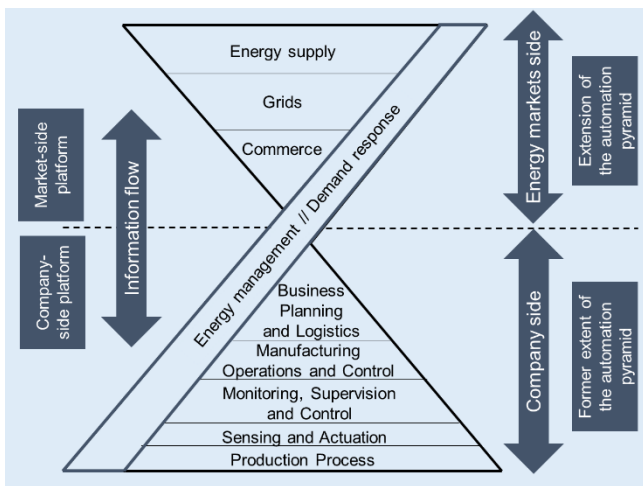 Energy supply
Grids
Commerce
Energy management // Demand response
Business
Planning
and Logistics
Manufacturing
Operations and Control
Monitoring, Supervision
and Control
Sensing and Actuation
Production Process
Market-side
platform
Company-
side platform
Information flow
Energy markets side
Company side
Extension of
the automation
pyramid
Former extent of
the automation
pyramid